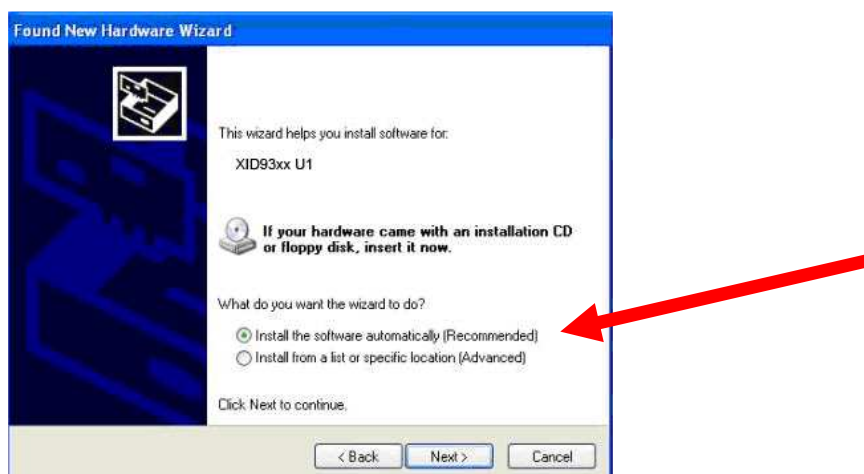 Found New Hardware Wizard
This wizard helps you install software for:
XID93xx U1
If your hardware came with an installation CD
or floppy disk, insert it now.
What do you want the wizard to do?
Install the software automatically (Recommended)
Install from a list or specific location (Advanced)
Click Next to continue.
< Back Next > Cancel